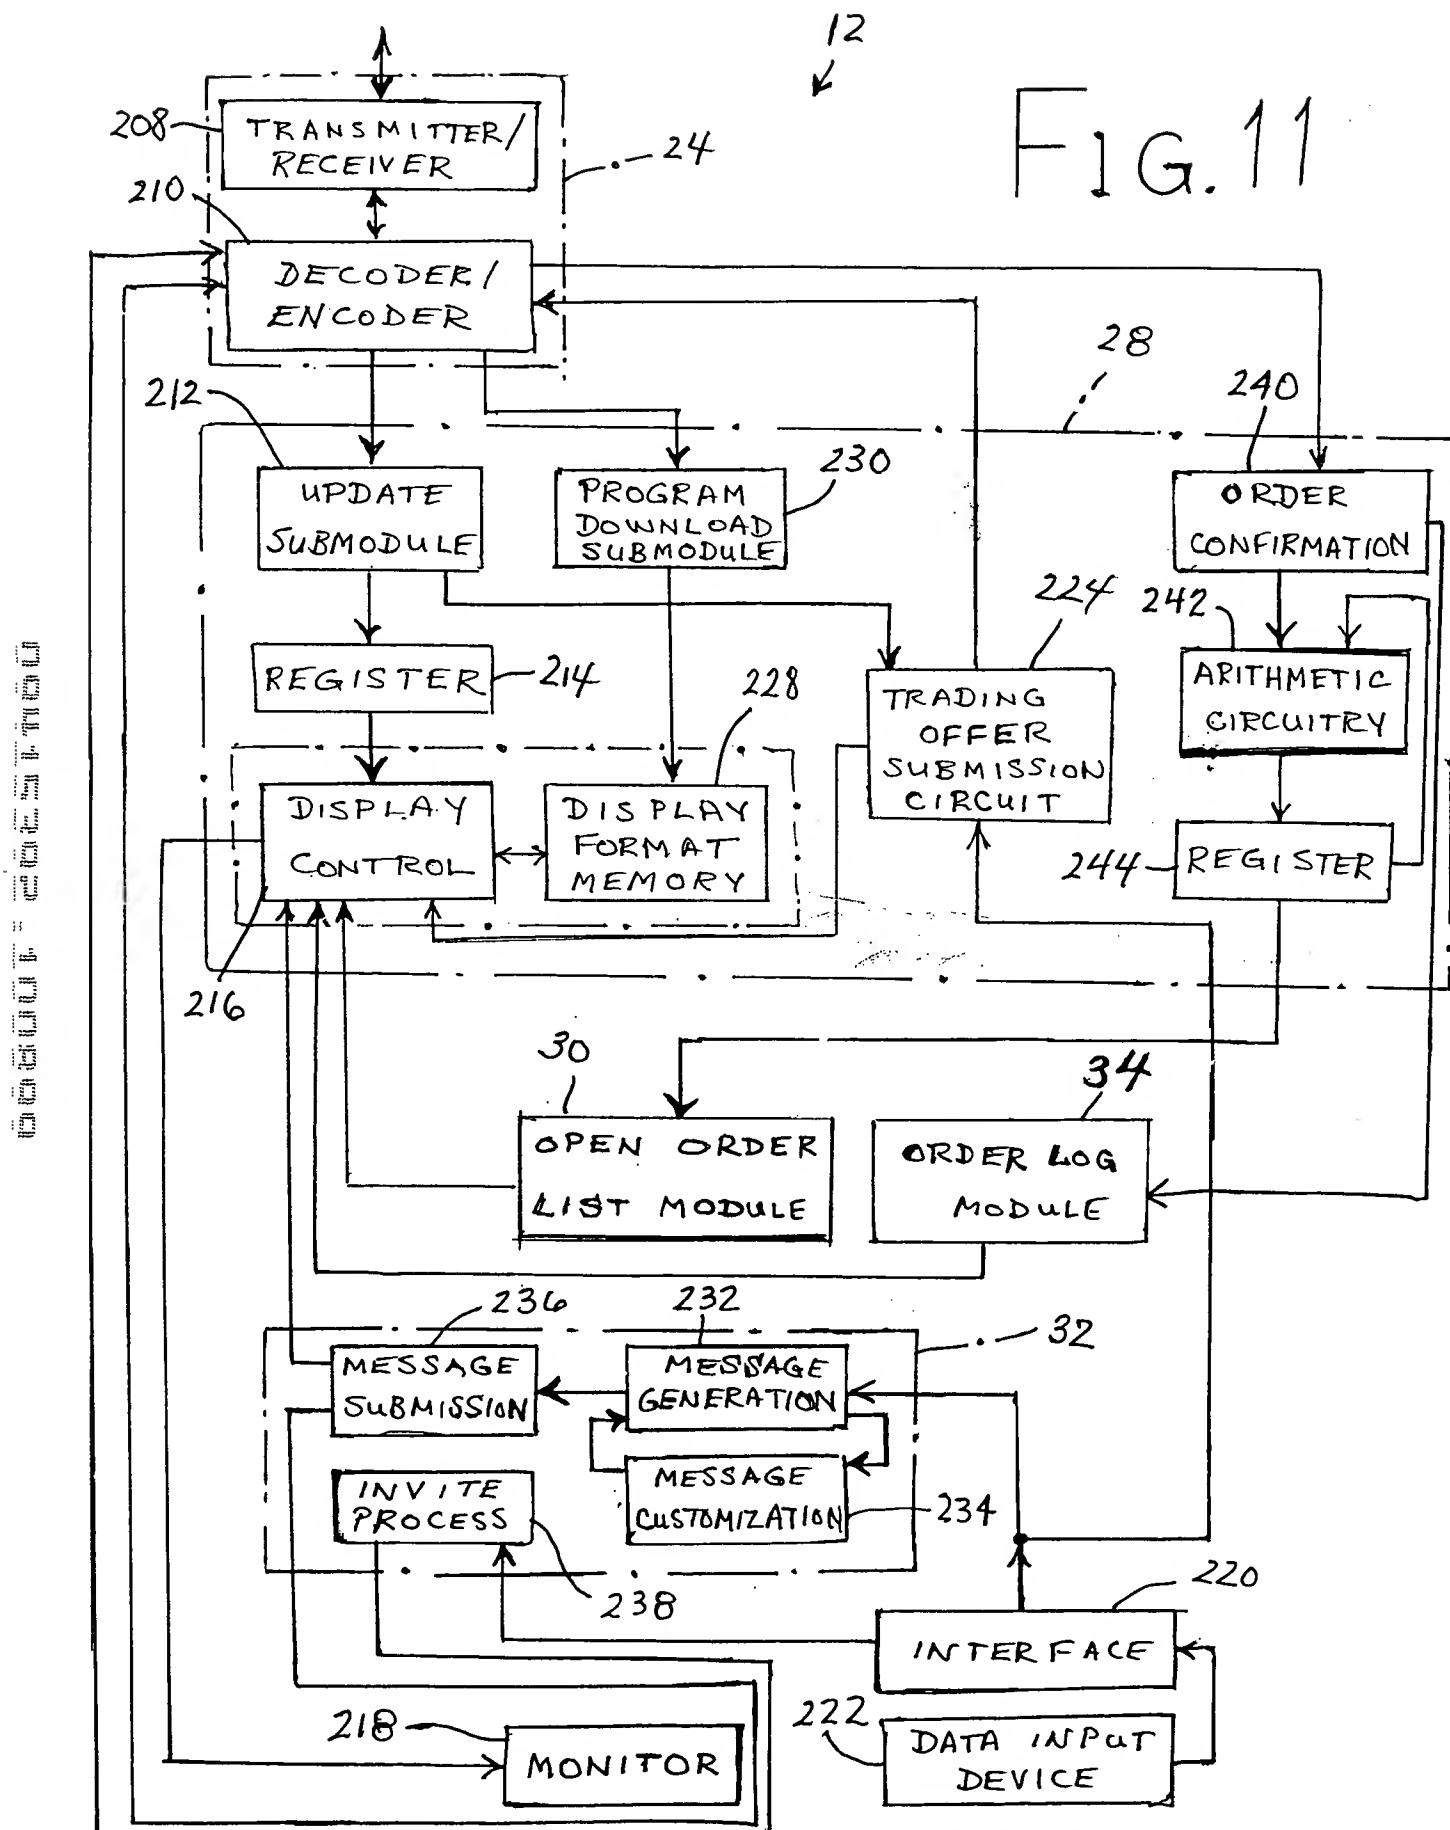 12
FIG. 11
208
TRANSMITTER/
RECEIVER
24
210
DECODER/
ENCODER
28
212
240
UPDATE
SUBMODULE
230
PROGRAM
DOWNLOAD
SUBMODULE
ORDER
CONFIRMATION
224
242
REGISTER
214
228
TRADING
OFFER
SUBMISSION
CIRCUIT
ARITHMETIC
CIRCUITRY
DISPLAY
CONTROL
DISPLAY
FORMAT
MEMORY
244
REGISTER
216
30
34
OPEN ORDER
LIST MODULE
ORDER LOG
MODULE
236
232
32
MESSAGE
SUBMISSION
MESSAGE
GENERATION
INVITE
PROCESS
MESSAGE
CUSTOMIZATION
234
238
220
INTERFACE
218
MONITOR
222
DATA INPUT
DEVICE